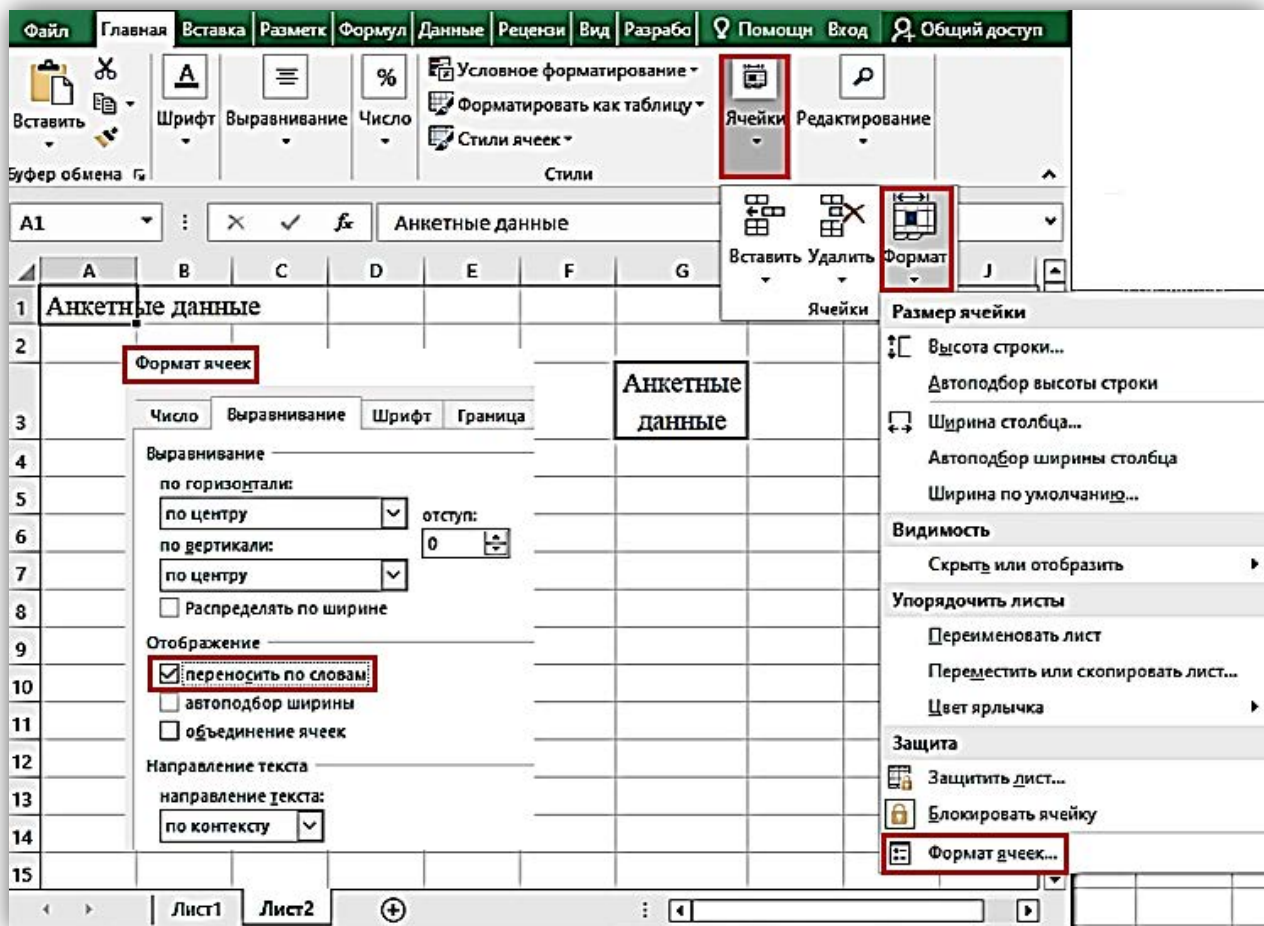 Файл Главная Вставка Разметк Формул Данные Рецензи Вид Разрабо Помощн Вход Общий доступ
Вставить
Буфер обмена
Шрифт Выравнивание Число
%
Условное форматирование
Форматировать как таблицу
Стили ячеек
Стили
Ячейки Редактирование
A1 fx Анкетные данные
Вставить Удалить Формат
Ячейки
A B C D E F G J
1 Анкетные данные
2
3
4
5
6
7
8
9
10
11
12
13
14
15
Формат ячеек
Число Выравнивание Шрифт Граница
Выравнивание
по горизонтали:
по центру
отступ:
0
по вертикали:
по центру
Распределять по ширине
Отображение
переносить по словам
автоподбор ширины
объединение ячеек
Направление текста
направление текста:
по контексту
Анкетные
данные
Размер ячейки
Высота строки...
Автоподбор высоты строки
Ширина столбца...
Автоподбор ширины столбца
Ширина по умолчанию...
Видимость
Скрыть или отобразить
Упорядочить листы
Переименовать лист
Переместить или скопировать лист...
Цвет ярлычка
Защита
Защитить лист...
Блокировать ячейку
Формат ячеек...
Лист1 Лист2